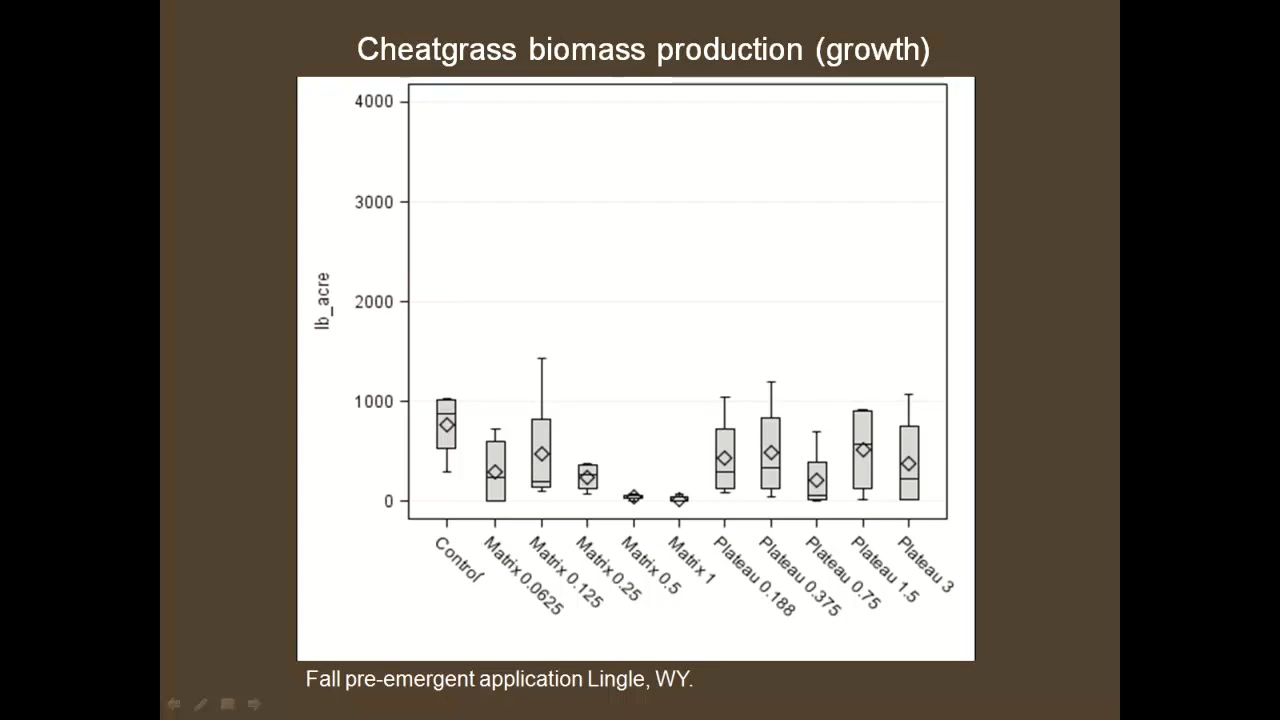 Cheatgrass biomass production (growth)
4000
3000
2000
1000
0
lb_acre
Control
Matrix 0.0625
Matrix 0.125
Matrix 0.25
Matrix 0.5
Matrix 1
Plateau 0.188
Plateau 0.375
Plateau 0.75
Plateau 1.5
Plateau 3
Fall pre-emergent application Lingle, WY.